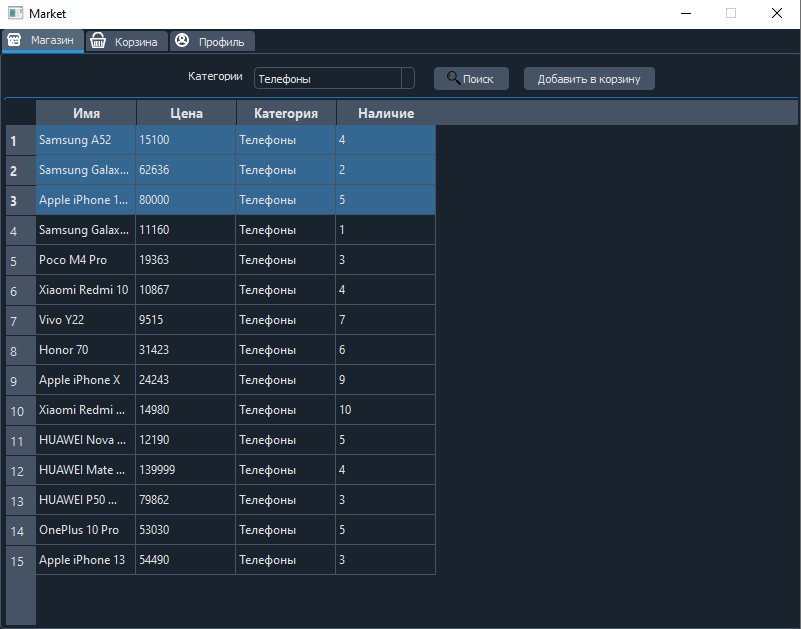 Market
Магазин Корзина Профиль
Категории Телефоны Поиск Добавить в корзину
Имя Цена Категория Наличие
1 Samsung A52 15100 Телефоны 4
2 Samsung Galax... 62636 Телефоны 2
3 Apple iPhone 1... 80000 Телефоны 5
4 Samsung Galax... 11160 Телефоны 1
5 Poco M4 Pro 19363 Телефоны 3
6 Xiaomi Redmi 10 10867 Телефоны 4
7 Vivo Y22 9515 Телефоны 7
8 Honor 70 31423 Телефоны 6
9 Apple iPhone X 24243 Телефоны 9
10 Xiaomi Redmi ... 14980 Телефоны 10
11 HUAWEI Nova ... 12190 Телефоны 5
12 HUAWEI Mate ... 139999 Телефоны 4
13 HUAWEI P50 ... 79862 Телефоны 3
14 OnePlus 10 Pro 53030 Телефоны 5
15 Apple iPhone 13 54490 Телефоны 3